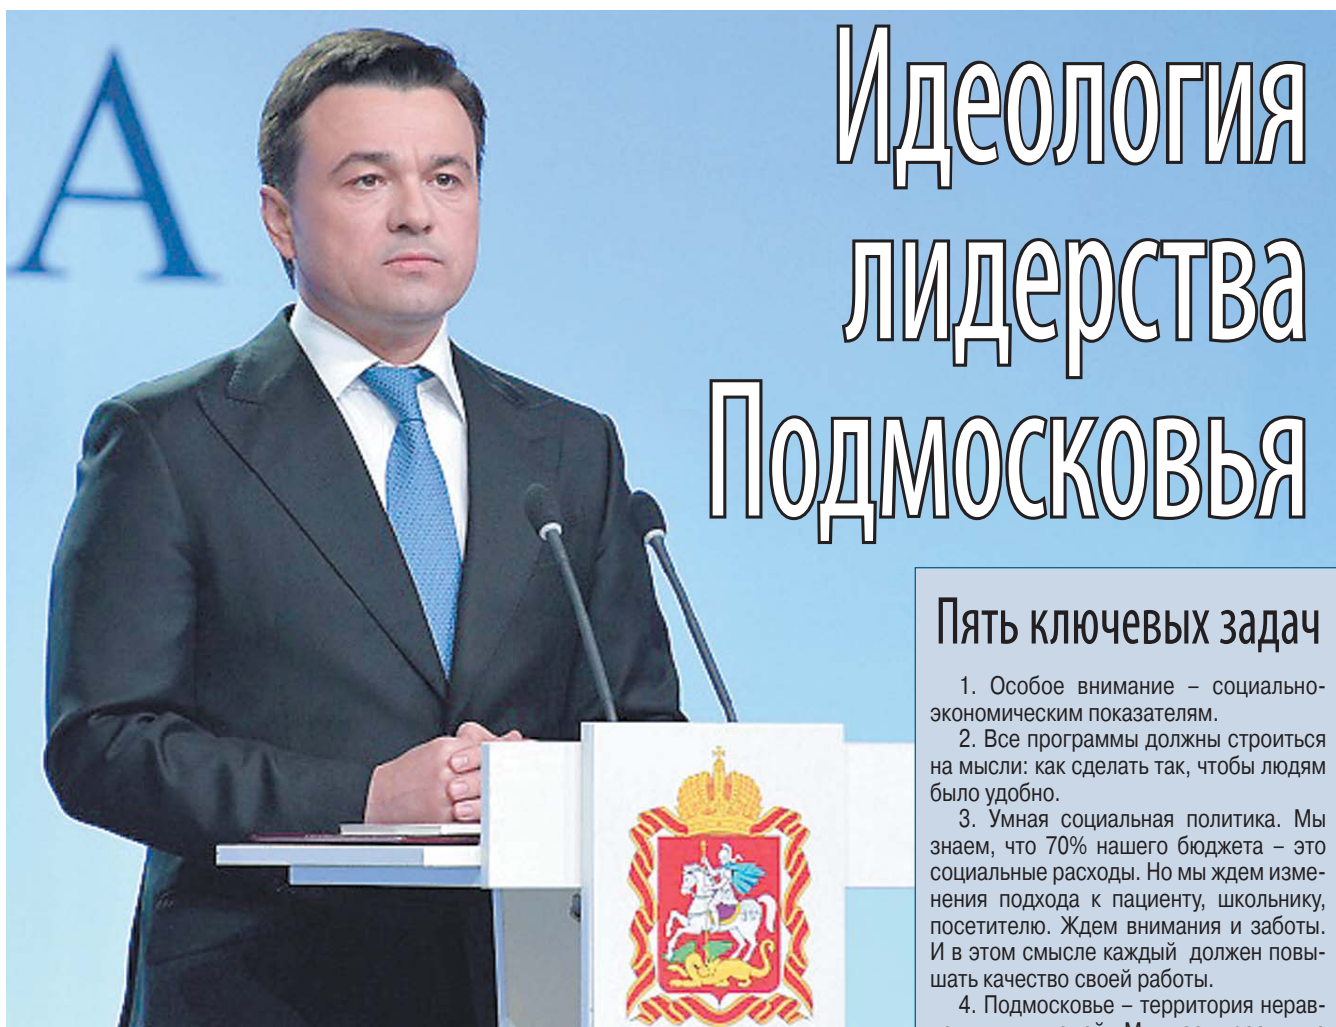 А
Идеология
лидерства
Подмосковья
Пять ключевых задач
1. Особое внимание – социально-
экономическим показателям.
2. Все программы должны строиться
на мысли: как сделать так, чтобы людям
было удобно.
3. Умная социальная политика. Мы
знаем, что 70% нашего бюджета – это
социальные расходы. Но мы ждем изме-
нения подхода к пациенту, школьнику,
посетителю. Ждем внимания и заботы.
И в этом смысле каждый должен повы-
шать качество своей работы.
4. Подмосковье – территория нерав-